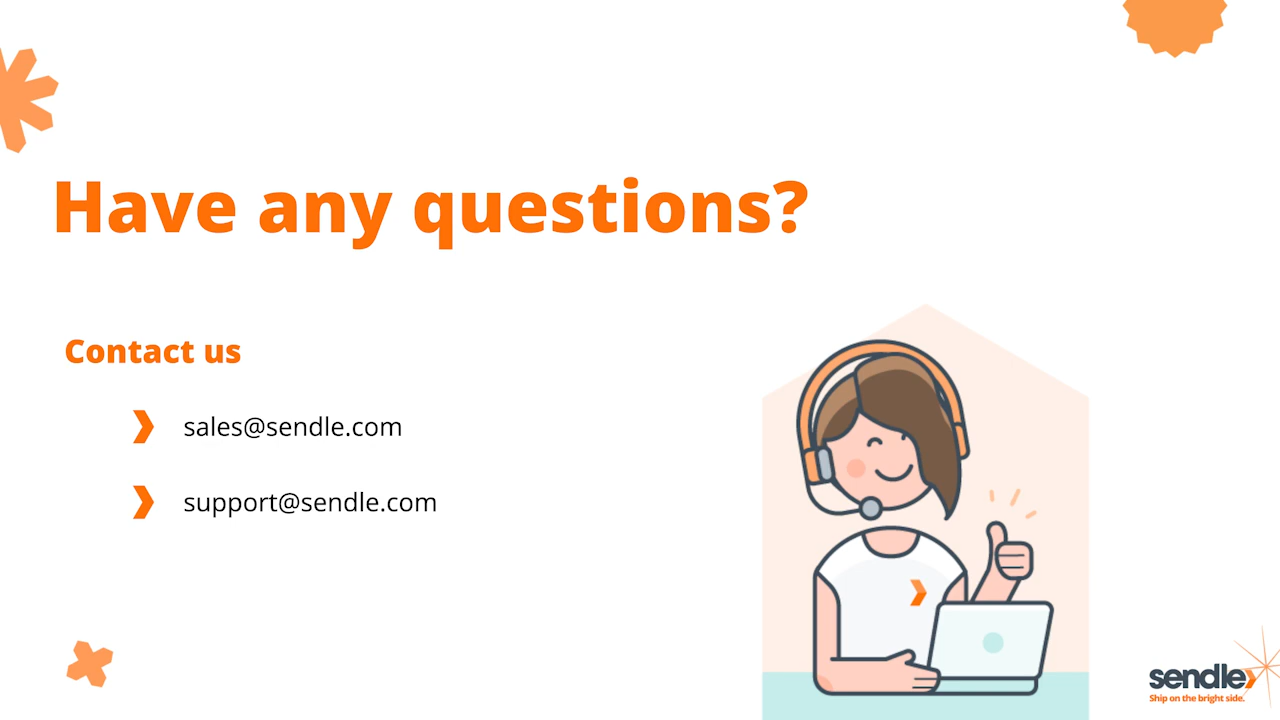 Have any questions?
Contact us
sales@sendle.com
support@sendle.com
sendle
Ship on the bright side.